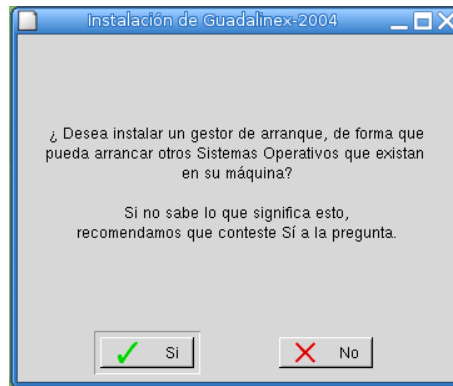 Instalación de Guadalinex-2004
¿ Desea instalar un gestor de arranque, de forma que
pueda arrancar otros Sistemas Operativos que existan
en su máquina?
Si no sabe lo que significa esto,
recomendamos que conteste Sí a la pregunta.
Si No